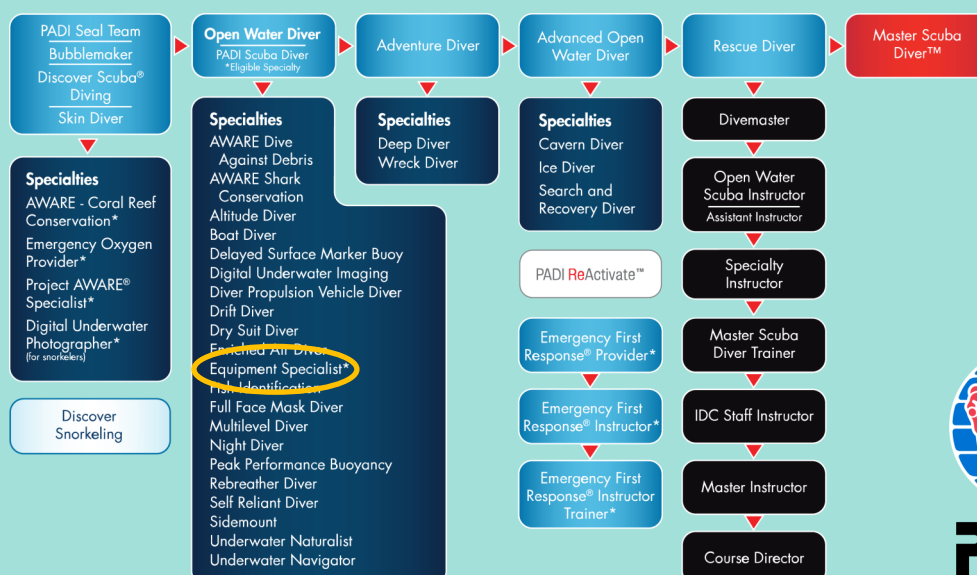 PADI Seal Team
Bubblemaker
Discover Scuba®
Diving
Skin Diver
Open Water Diver
PADI Scuba Diver
*Eligible Specialty
Adventure Diver
Advanced Open
Water Diver
Rescue Diver
Master Scuba
Diver™
Specialties
AWARE - Coral Reef
Conservation*
Emergency Oxygen
Provider*
Project AWARE®
Specialist*
Digital Underwater
Photographer*
(for snorkelers)
Discover
Snorkeling
Specialties
AWARE Dive
Against Debris
AWARE Shark
Conservation
Altitude Diver
Boat Diver
Delayed Surface Marker Buoy
Digital Underwater Imaging
Diver Propulsion Vehicle Diver
Drift Diver
Dry Suit Diver
Enriched Air Diver
Equipment Specialist*
Fish Identification
Full Face Mask Diver
Multilevel Diver
Night Diver
Peak Performance Buoyancy
Rebreather Diver
Self Reliant Diver
Sidemount
Underwater Naturalist
Underwater Navigator
Specialties
Deep Diver
Wreck Diver
Specialties
Cavern Diver
Ice Diver
Search and
Recovery Diver
PADI ReActivate™
Emergency First
Response® Provider*
Emergency First
Response® Instructor*
Emergency First
Response® Instructor
Trainer*
Divemaster
Open Water
Scuba Instructor
Assistant Instructor
Specialty
Instructor
Master Scuba
Diver Trainer
IDC Staff Instructor
Master Instructor
Course Director